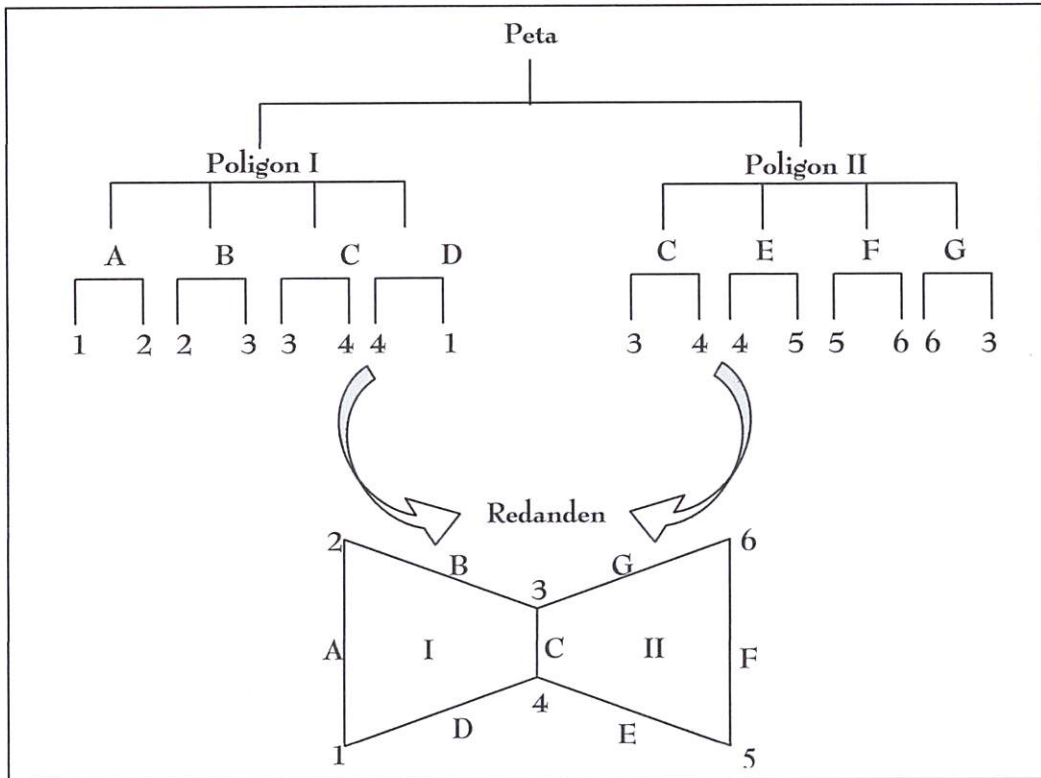 Peta
Poligon I Poligon II
A B C D C E F G
1 2 2 3 3 4 4 1 3 4 4 5 5 6 6 3
Redanden
2 B G 6
3
A I C II F
4
D E
1 5